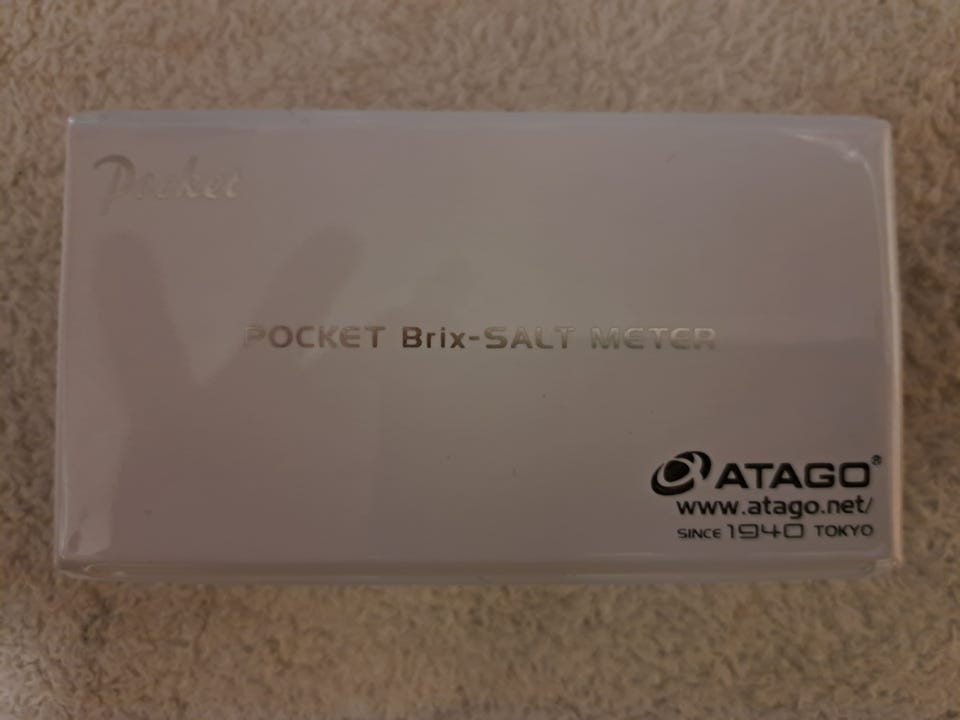 Pocket
POCKET Brix-SALT METER
ATAGO®
www.atago.net/
SINCE 1940 TOKYO